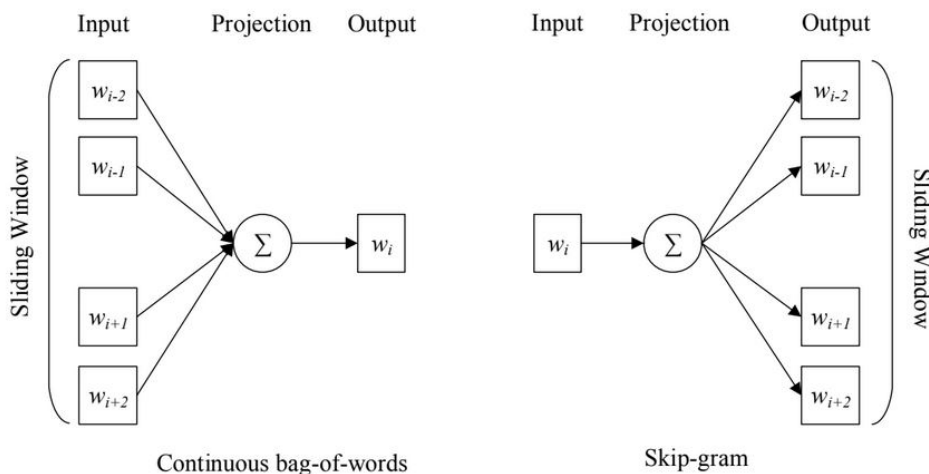 Input Projection Output
w_{i-2}
w_{i-1}
Sliding Window
Σ
w_i
w_{i+1}
w_{i+2}
Continuous bag-of-words
Input Projection Output
w_{i-2}
w_{i-1}
w_i
Σ
Sliding Window
w_{i+1}
w_{i+2}
Skip-gram